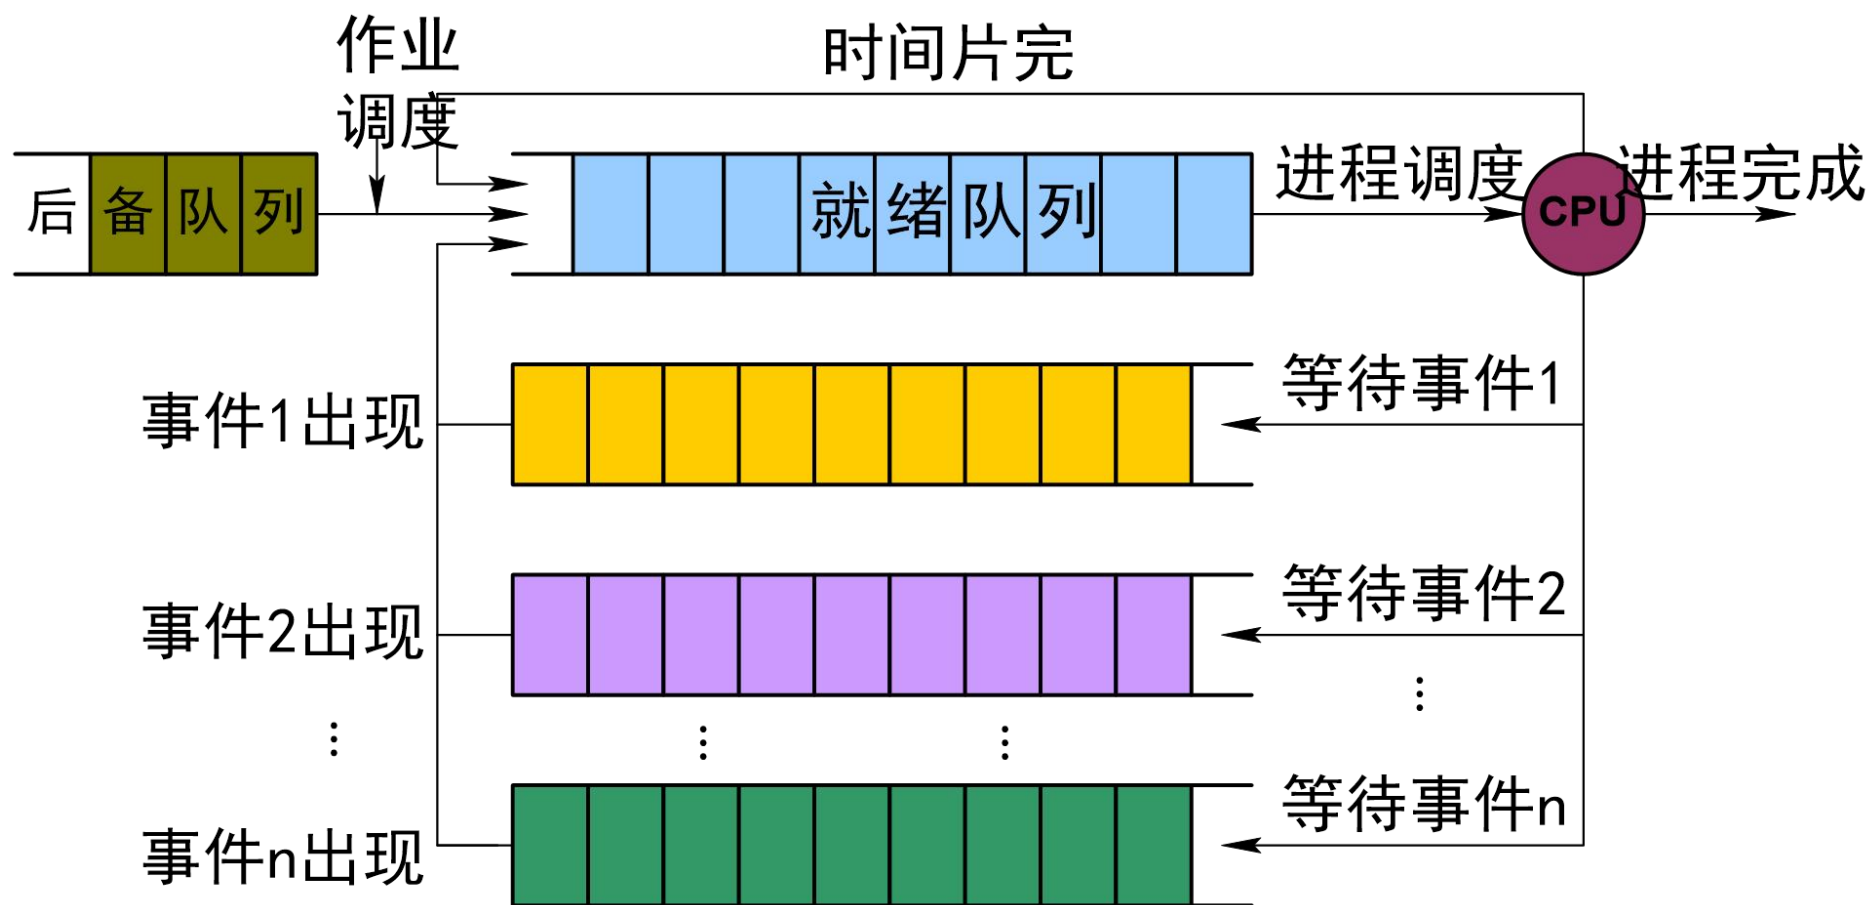 作业
调度
时间片完
后备队列
就绪队列
进程调度
CPU
进程完成
事件1出现
等待事件1
事件2出现
等待事件2
事件n出现
等待事件n